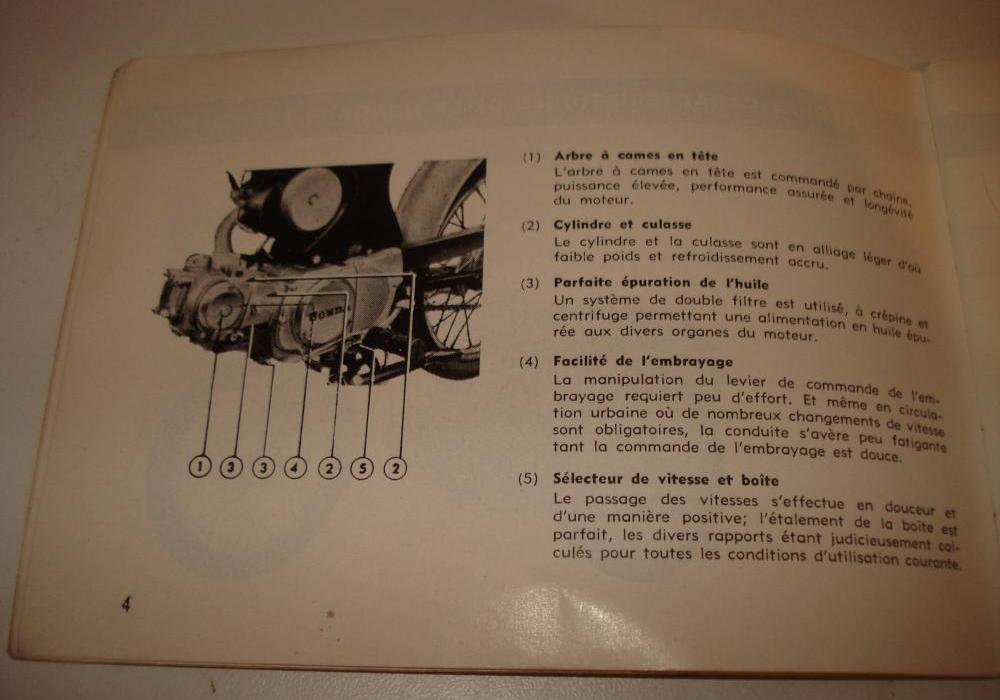 HONDA
1 3 3 4 2 5 2
(1) Arbre à cames en tête
L'arbre à cames en tête est commandé par chaine,
puissance élevée, performance assurée et longévité
du moteur.
(2) Cylindre et culasse
Le cylindre et la culasse sont en alliage léger d'où
faible poids et refroidissement accru.
(3) Parfaite épuration de l'huile
Un système de double filtre est utilisé, à crépine et
centrifuge permettant une alimentation en huile épu-
rée aux divers organes du moteur.
(4) Facilité de l'embrayage
La manipulation du levier de commande de l'em-
brayage requiert peu d'effort. Et même en circula-
tion urbaine où de nombreux changements de vitesse
sont obligatoires, la conduite s'avère peu fatigante
tant la commande de l'embrayage est douce.
(5) Sélecteur de vitesse et boîte
Le passage des vitesses s'effectue en douceur et
d'une manière positive; l'étalement de la boîte est
parfait, les divers rapports étant judicieusement cal-
culés pour toutes les conditions d'utilisation courante.
4